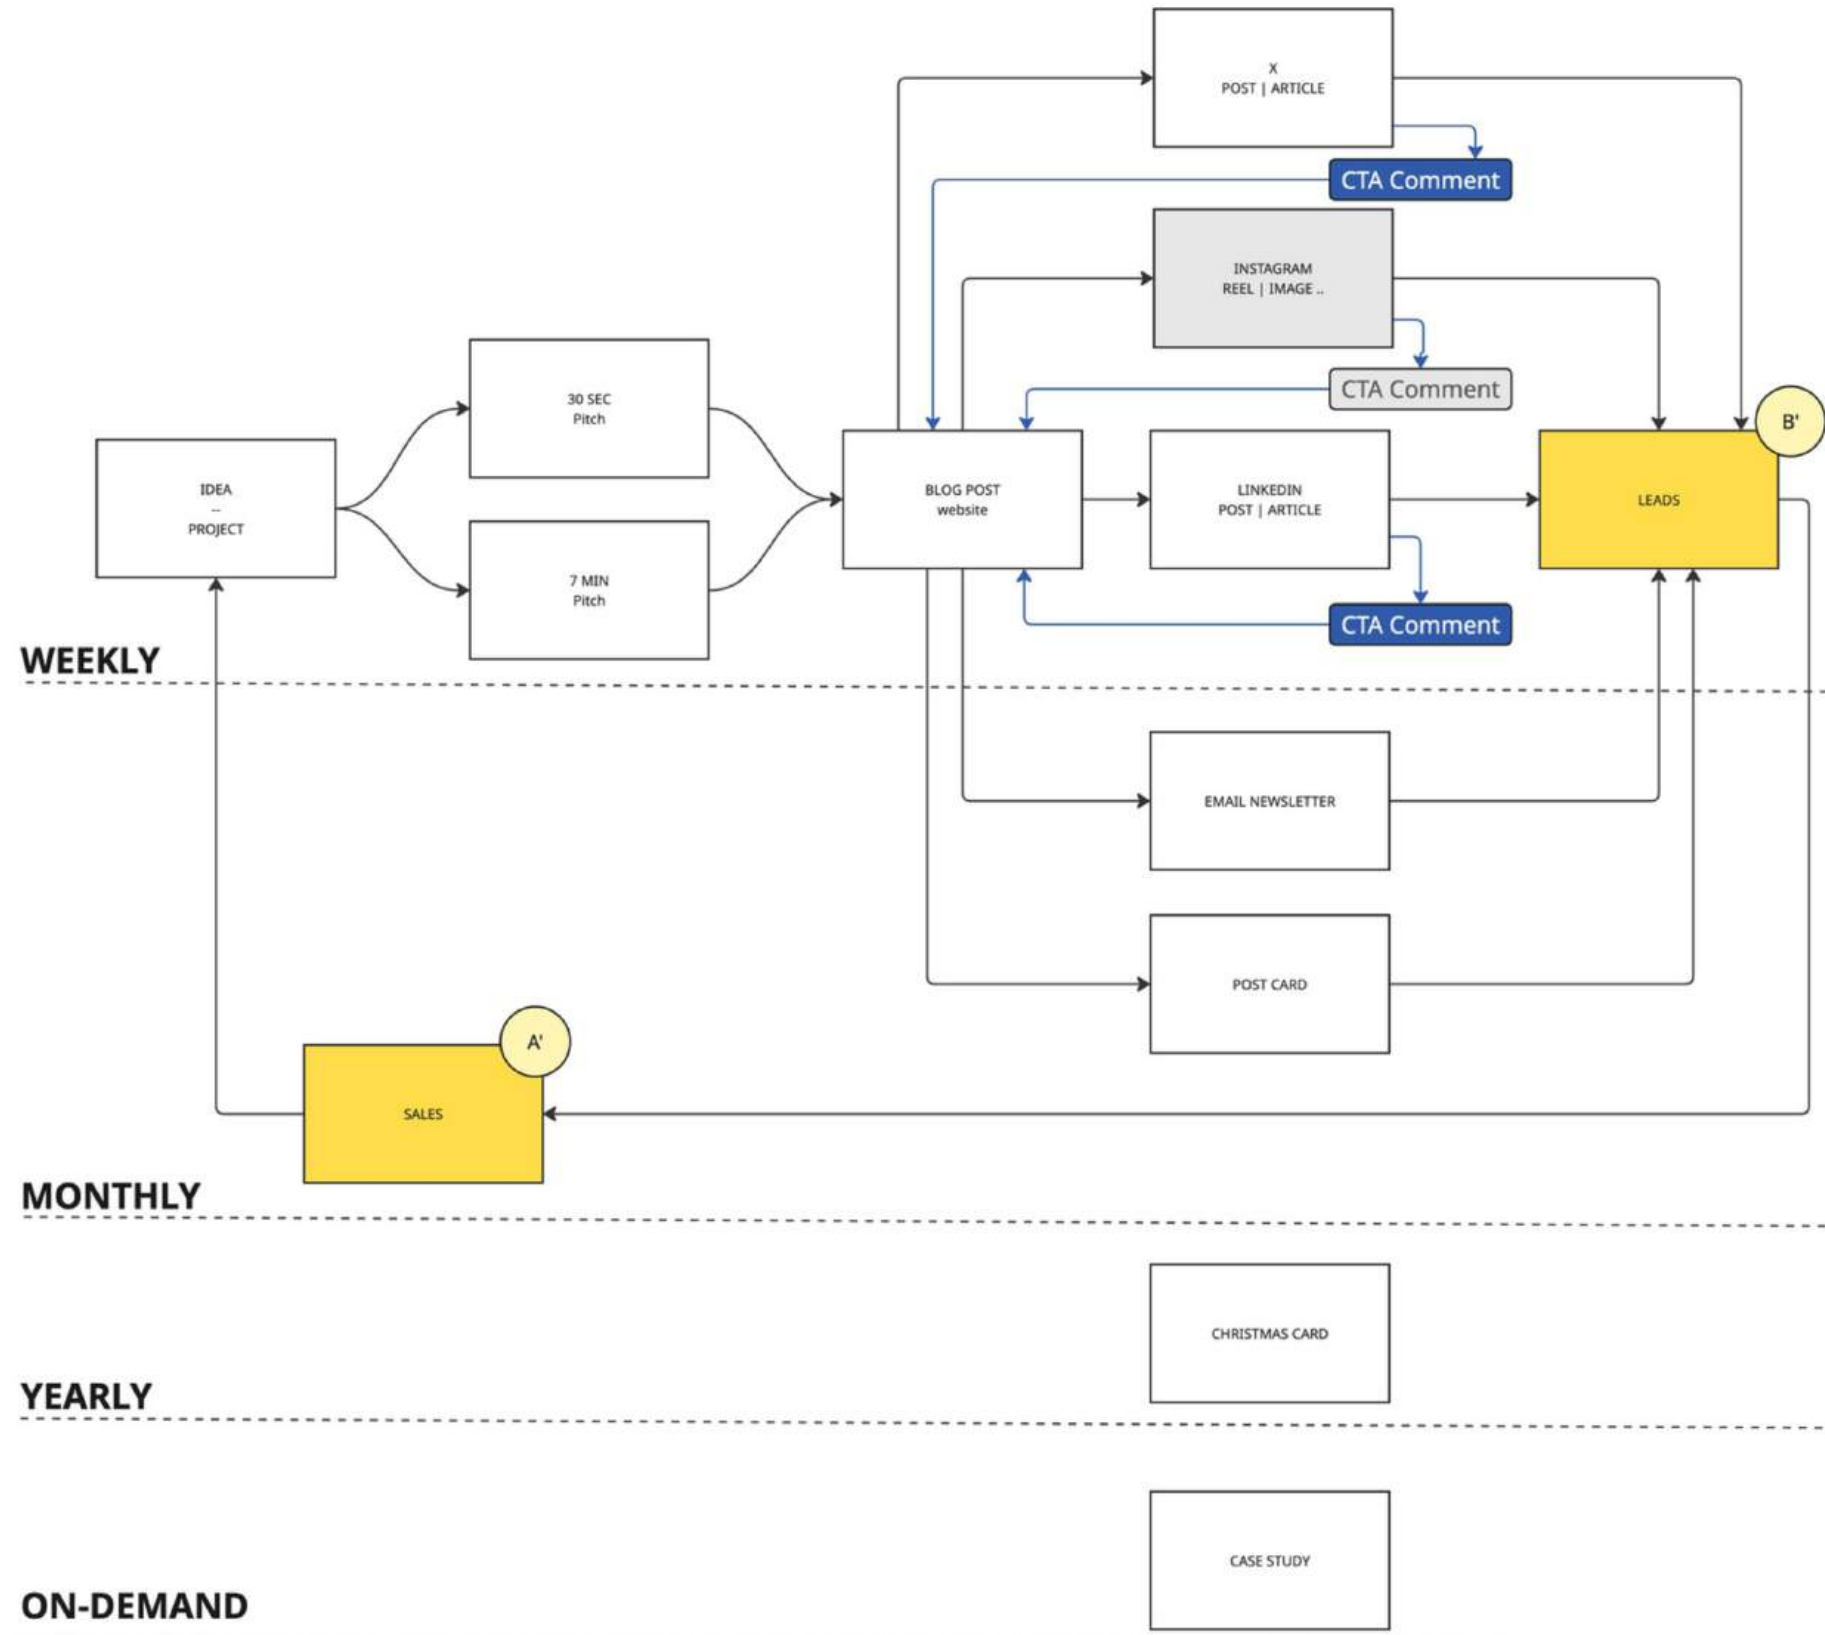 X
POST | ARTICLE
CTA Comment
INSTAGRAM
REEL | IMAGE ..
CTA Comment
30 SEC
Pitch
B'
IDEA
--
PROJECT
BLOG POST
website
LINKEDIN
POST | ARTICLE
LEADS
7 MIN
Pitch
CTA Comment
WEEKLY
EMAIL NEWSLETTER
POST CARD
A'
SALES
MONTHLY
CHRISTMAS CARD
YEARLY
CASE STUDY
ON-DEMAND